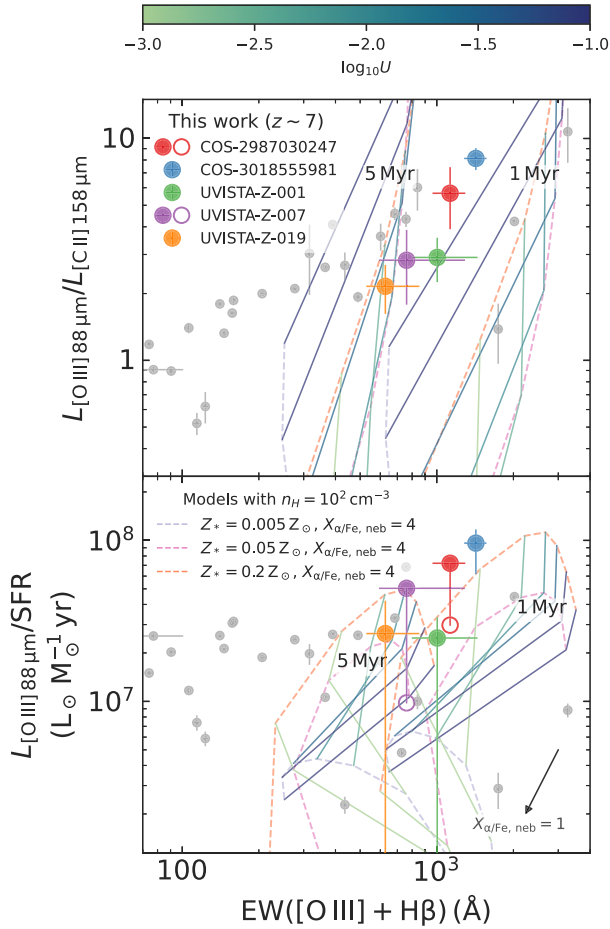 −3.0 −2.5 −2.0 −1.5 −1.0
log₁₀U
This work (z ∼ 7)
COS-2987030247
COS-3018555981
UVISTA-Z-001
UVISTA-Z-007
UVISTA-Z-019
5 Myr
1 Myr
10
1
L[O III] 88 μm/L[C II] 158 μm
Models with n_H = 10² cm⁻³
Z* = 0.005 Z⊙, Xα/Fe, neb = 4
Z* = 0.05 Z⊙, Xα/Fe, neb = 4
Z* = 0.2 Z⊙, Xα/Fe, neb = 4
1 Myr
5 Myr
Xα/Fe, neb = 1
10⁸
10⁷
L[O III] 88 μm/SFR
(L⊙ M⊙⁻¹ yr)
100 10³
EW([O III] + Hβ) (Å)